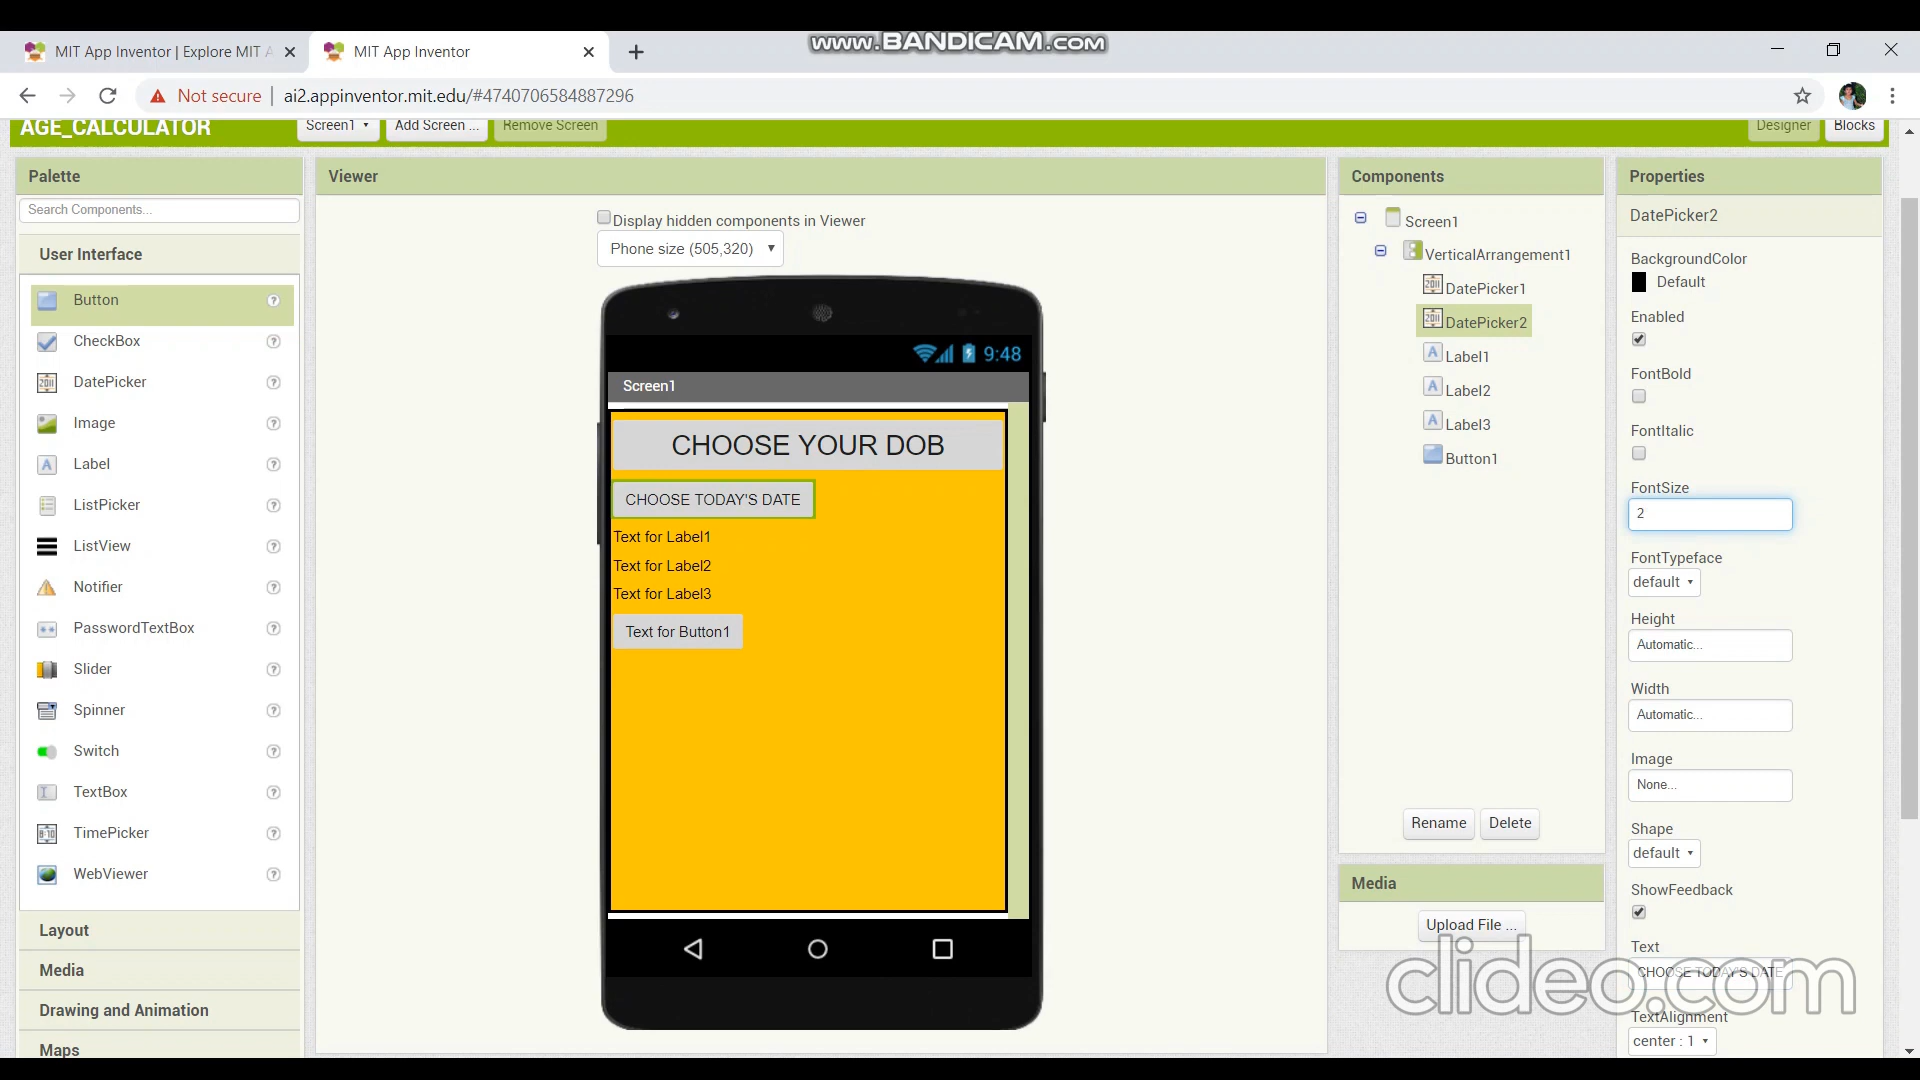 www.BANDICAM.com
MIT App Inventor | Explore MIT A
MIT App Inventor
Not secure
ai2.appinventor.mit.edu/#4740706584887296
AGE_CALCULATOR
Screen1
Add Screen ...
Remove Screen
Designer
Blocks
Palette
Search Components...
User Interface
Button
CheckBox
DatePicker
Image
Label
ListPicker
ListView
Notifier
PasswordTextBox
Slider
Spinner
Switch
TextBox
TimePicker
WebViewer
Layout
Media
Drawing and Animation
Maps
Viewer
Display hidden components in Viewer
Phone size (505,320)
9:48
Screen1
CHOOSE YOUR DOB
CHOOSE TODAY'S DATE
Text for Label1
Text for Label2
Text for Label3
Text for Button1
Components
Screen1
VerticalArrangement1
DatePicker1
DatePicker2
Label1
Label2
Label3
Button1
Rename
Delete
Media
Upload File ...
Properties
DatePicker2
BackgroundColor
Default
Enabled
FontBold
FontItalic
FontSize
2
FontTypeface
default
Height
Automatic...
Width
Automatic...
Image
None...
Shape
default
ShowFeedback
Text
CHOOSE TODAY'S DATE
TextAlignment
center : 1
clideo.com